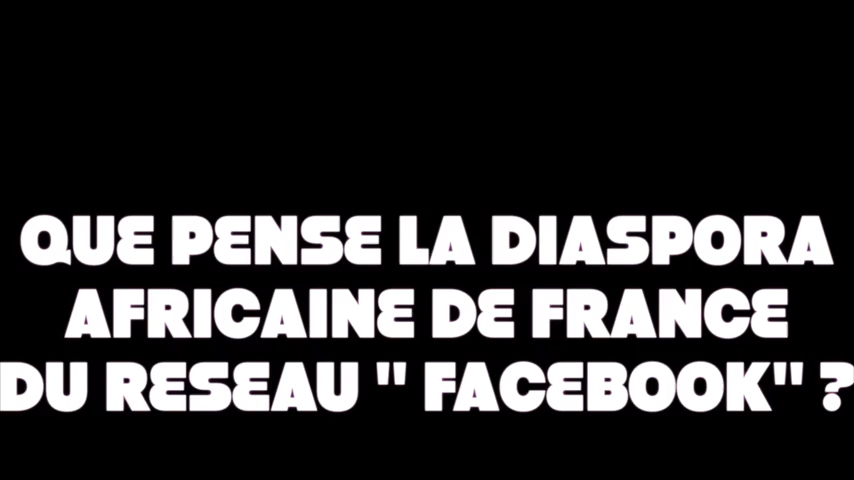 QUE PENSE LA DIASPORA
AFRICAINE DE FRANCE
DU RESEAU " FACEBOOK" ?